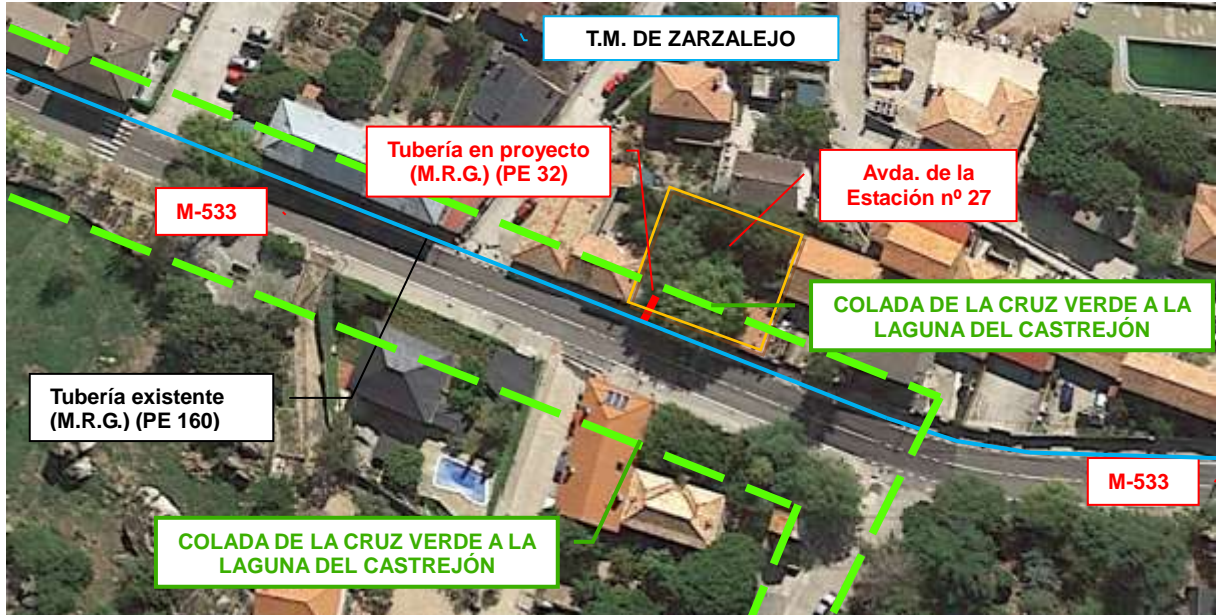 T.M. DE ZARZALEJO
Tubería en proyecto
(M.R.G.) (PE 32)
Avda. de la
Estación nº 27
M-533
COLADA DE LA CRUZ VERDE A LA
LAGUNA DEL CASTREJÓN
Tubería existente
(M.R.G.) (PE 160)
M-533
COLADA DE LA CRUZ VERDE A LA
LAGUNA DEL CASTREJÓN